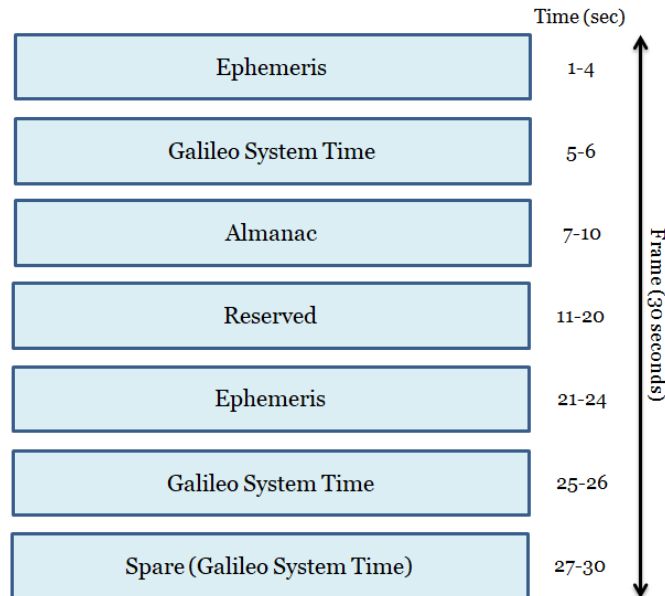 Time (sec)
Ephemeris
1-4
Galileo System Time
5-6
Almanac
7-10
Reserved
11-20
Ephemeris
21-24
Galileo System Time
25-26
Spare (Galileo System Time)
27-30
Frame (30 seconds)